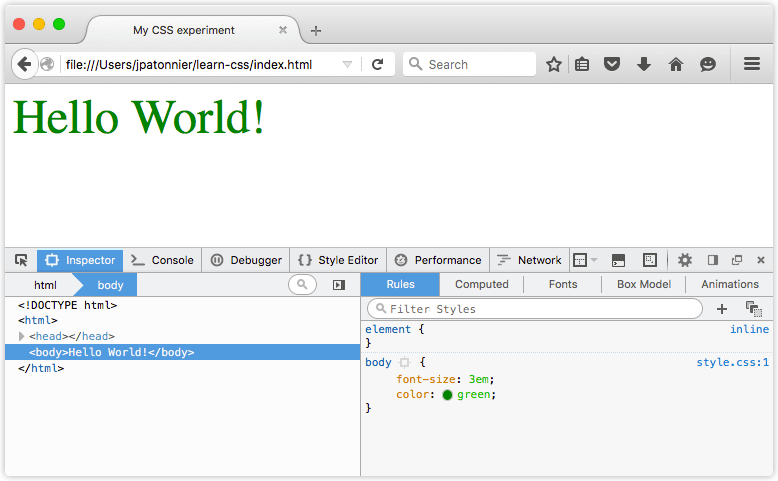 My CSS experiment
file:///Users/jpatonnier/learn-css/index.html
Search
Hello World!
Inspector Console Debugger Style Editor Performance Network
html body
Rules Computed Fonts Box Model Animations
<!DOCTYPE html>
<html>
<head></head>
<body>Hello World!</body>
</html>
Filter Styles
element { inline
}
body { style.css:1
font-size: 3em;
color: green;
}